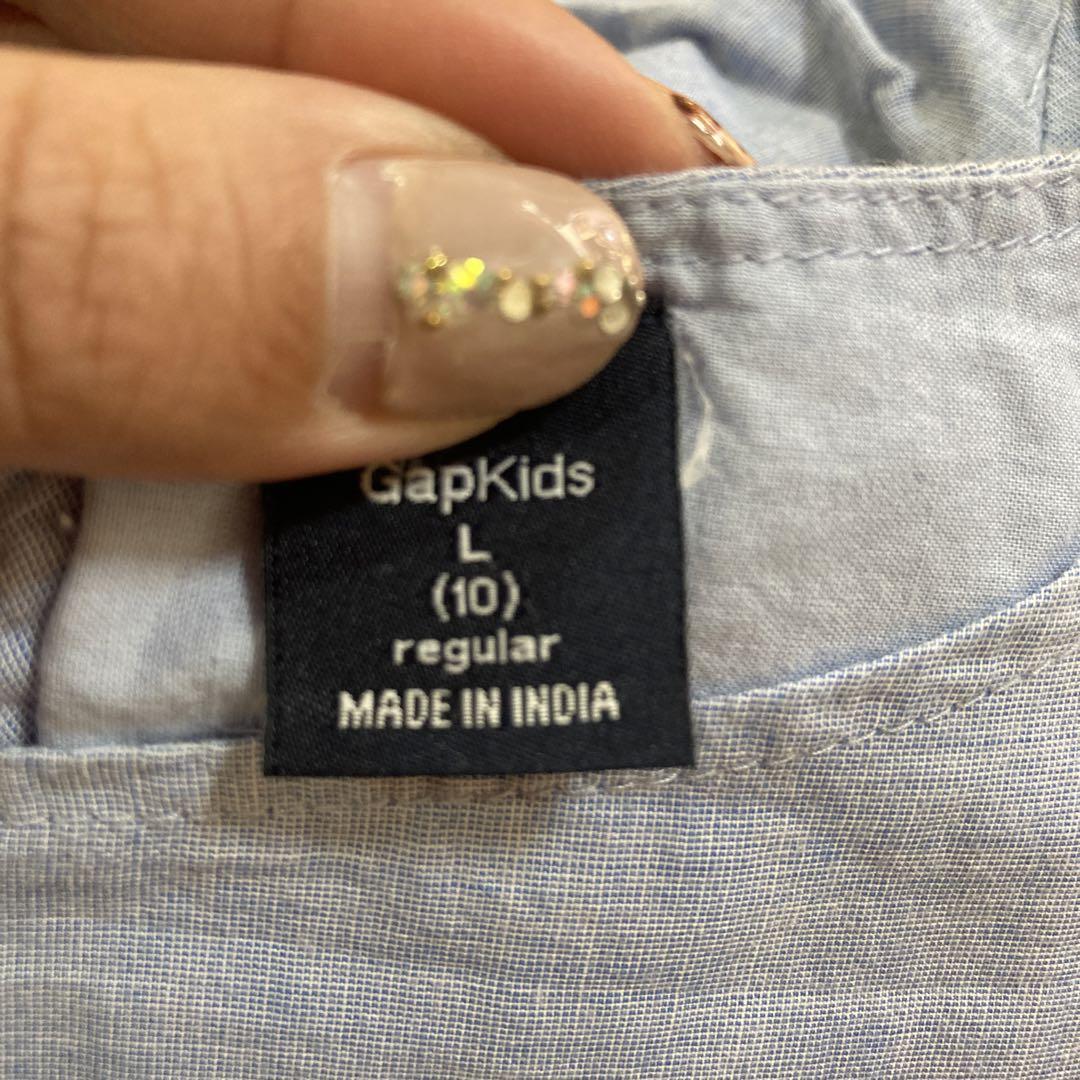 GapKids
L
(10)
regular
MADE IN INDIA